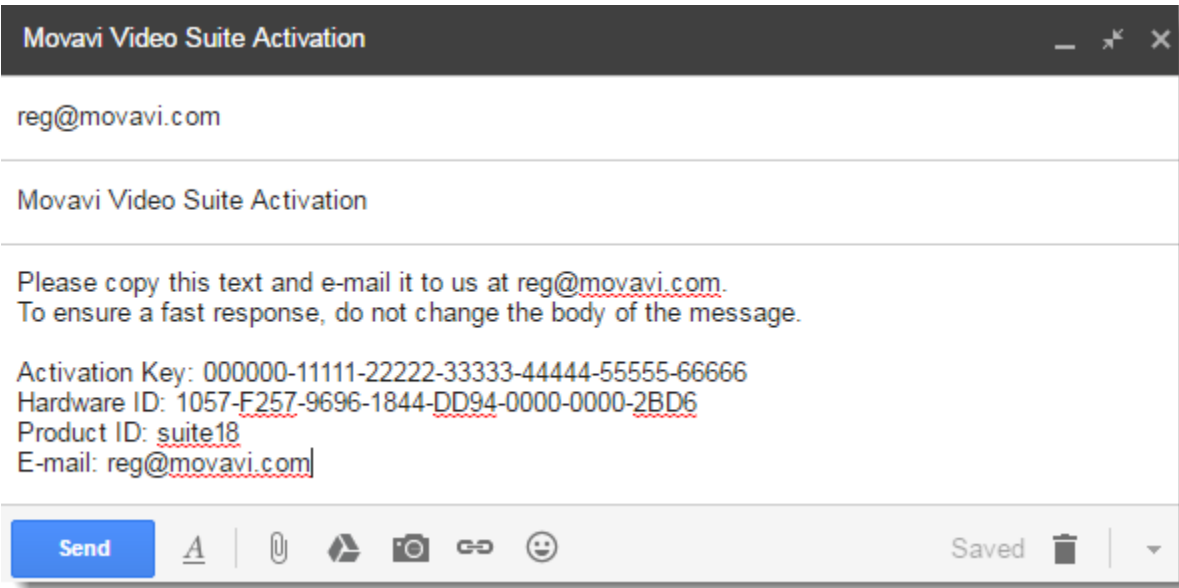 Movavi Video Suite Activation
reg@movavi.com
Movavi Video Suite Activation
Please copy this text and e-mail it to us at reg@movavi.com.
To ensure a fast response, do not change the body of the message.
Activation Key: 000000-11111-22222-33333-44444-55555-66666
Hardware ID: 1057-F257-9696-1844-DD94-0000-0000-2BD6
Product ID: suite18
E-mail: reg@movavi.com
Send
A
Saved